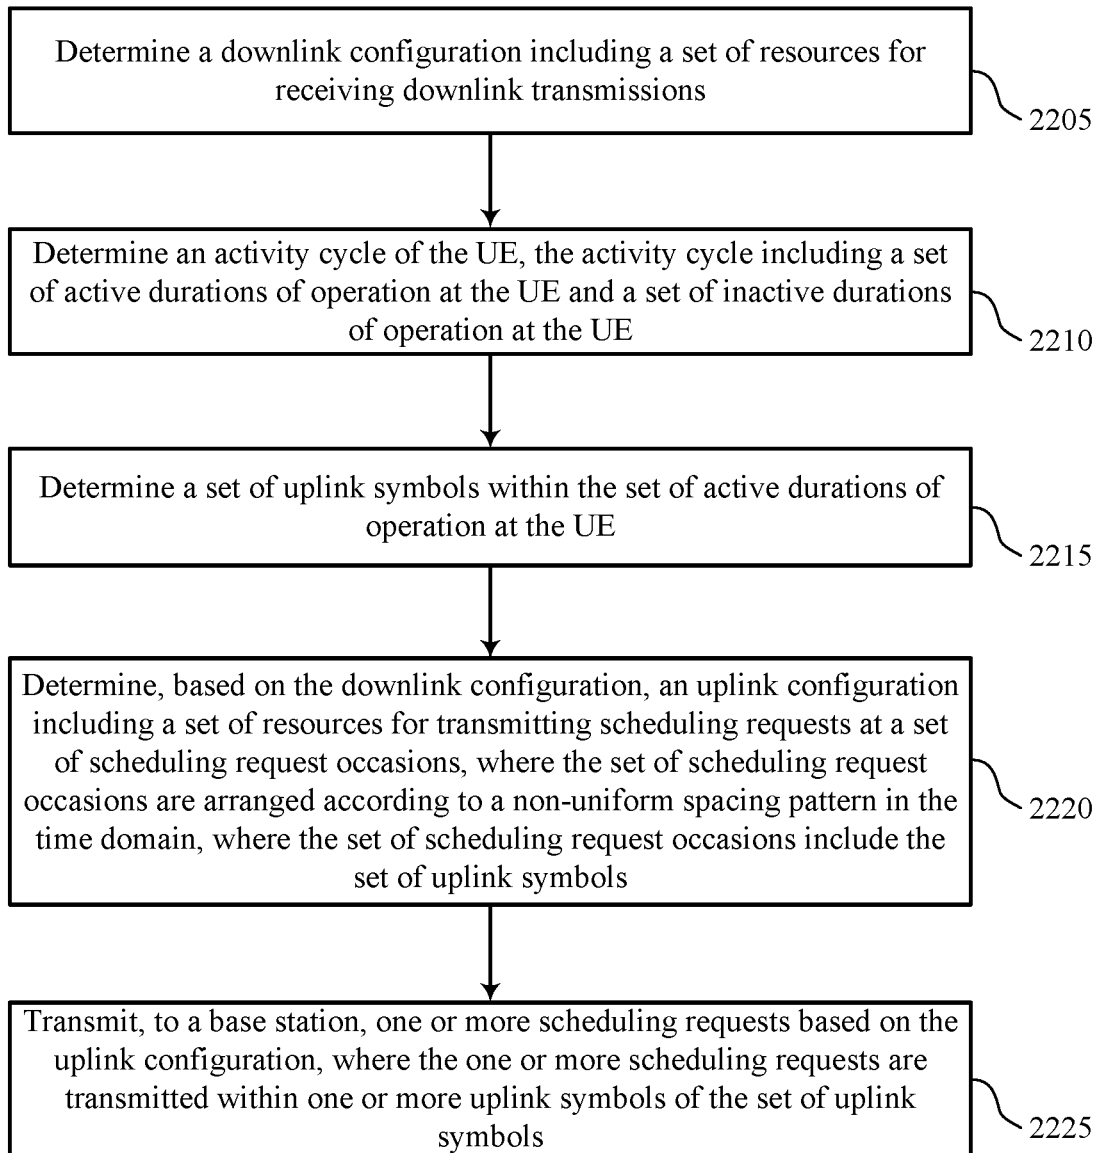 Determine a downlink configuration including a set of resources for
receiving downlink transmissions
2205
Determine an activity cycle of the UE, the activity cycle including a set
of active durations of operation at the UE and a set of inactive durations
of operation at the UE
2210
Determine a set of uplink symbols within the set of active durations of
operation at the UE
2215
Determine, based on the downlink configuration, an uplink configuration
including a set of resources for transmitting scheduling requests at a set
of scheduling request occasions, where the set of scheduling request
occasions are arranged according to a non-uniform spacing pattern in the
time domain, where the set of scheduling request occasions include the
set of uplink symbols
2220
Transmit, to a base station, one or more scheduling requests based on the
uplink configuration, where the one or more scheduling requests are
transmitted within one or more uplink symbols of the set of uplink
symbols
2225